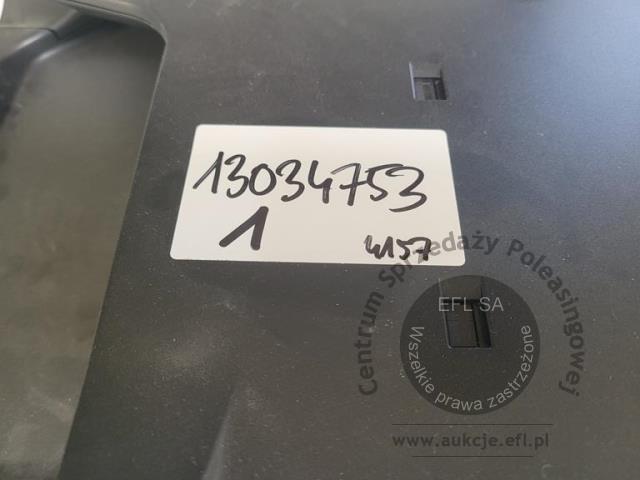 13034753
1
4157
Centrum Sprzedaży Poleasingowej
EFL SA
Wszelkie prawa zastrzeżone
www.aukcje.efl.pl